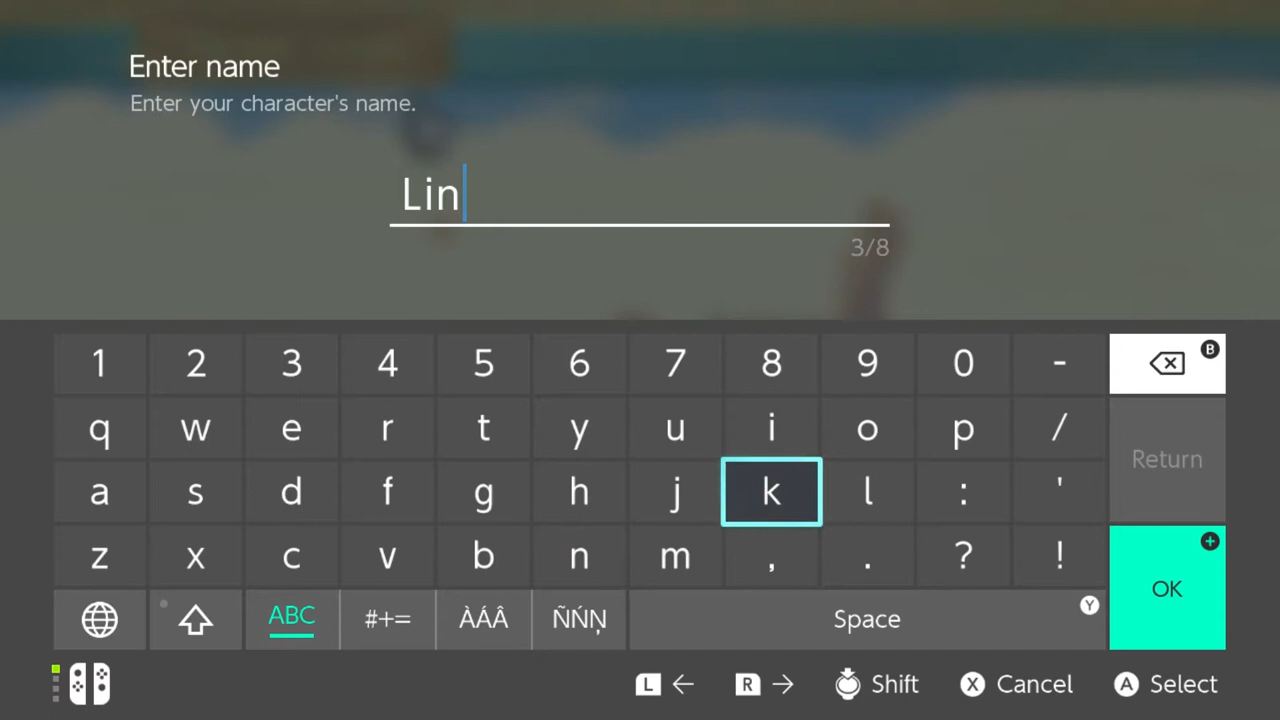 Enter name
Enter your character's name.
Lin
3/8
1 2 3 4 5 6 7 8 9 0 - B
q w e r t y u i o p / Return
a s d f g h j k l : '
z x c v b n m , . ? ! + OK
ABC #+= ÀÁÂ ÑŃŅ Space Y
L ← R → Shift X Cancel A Select